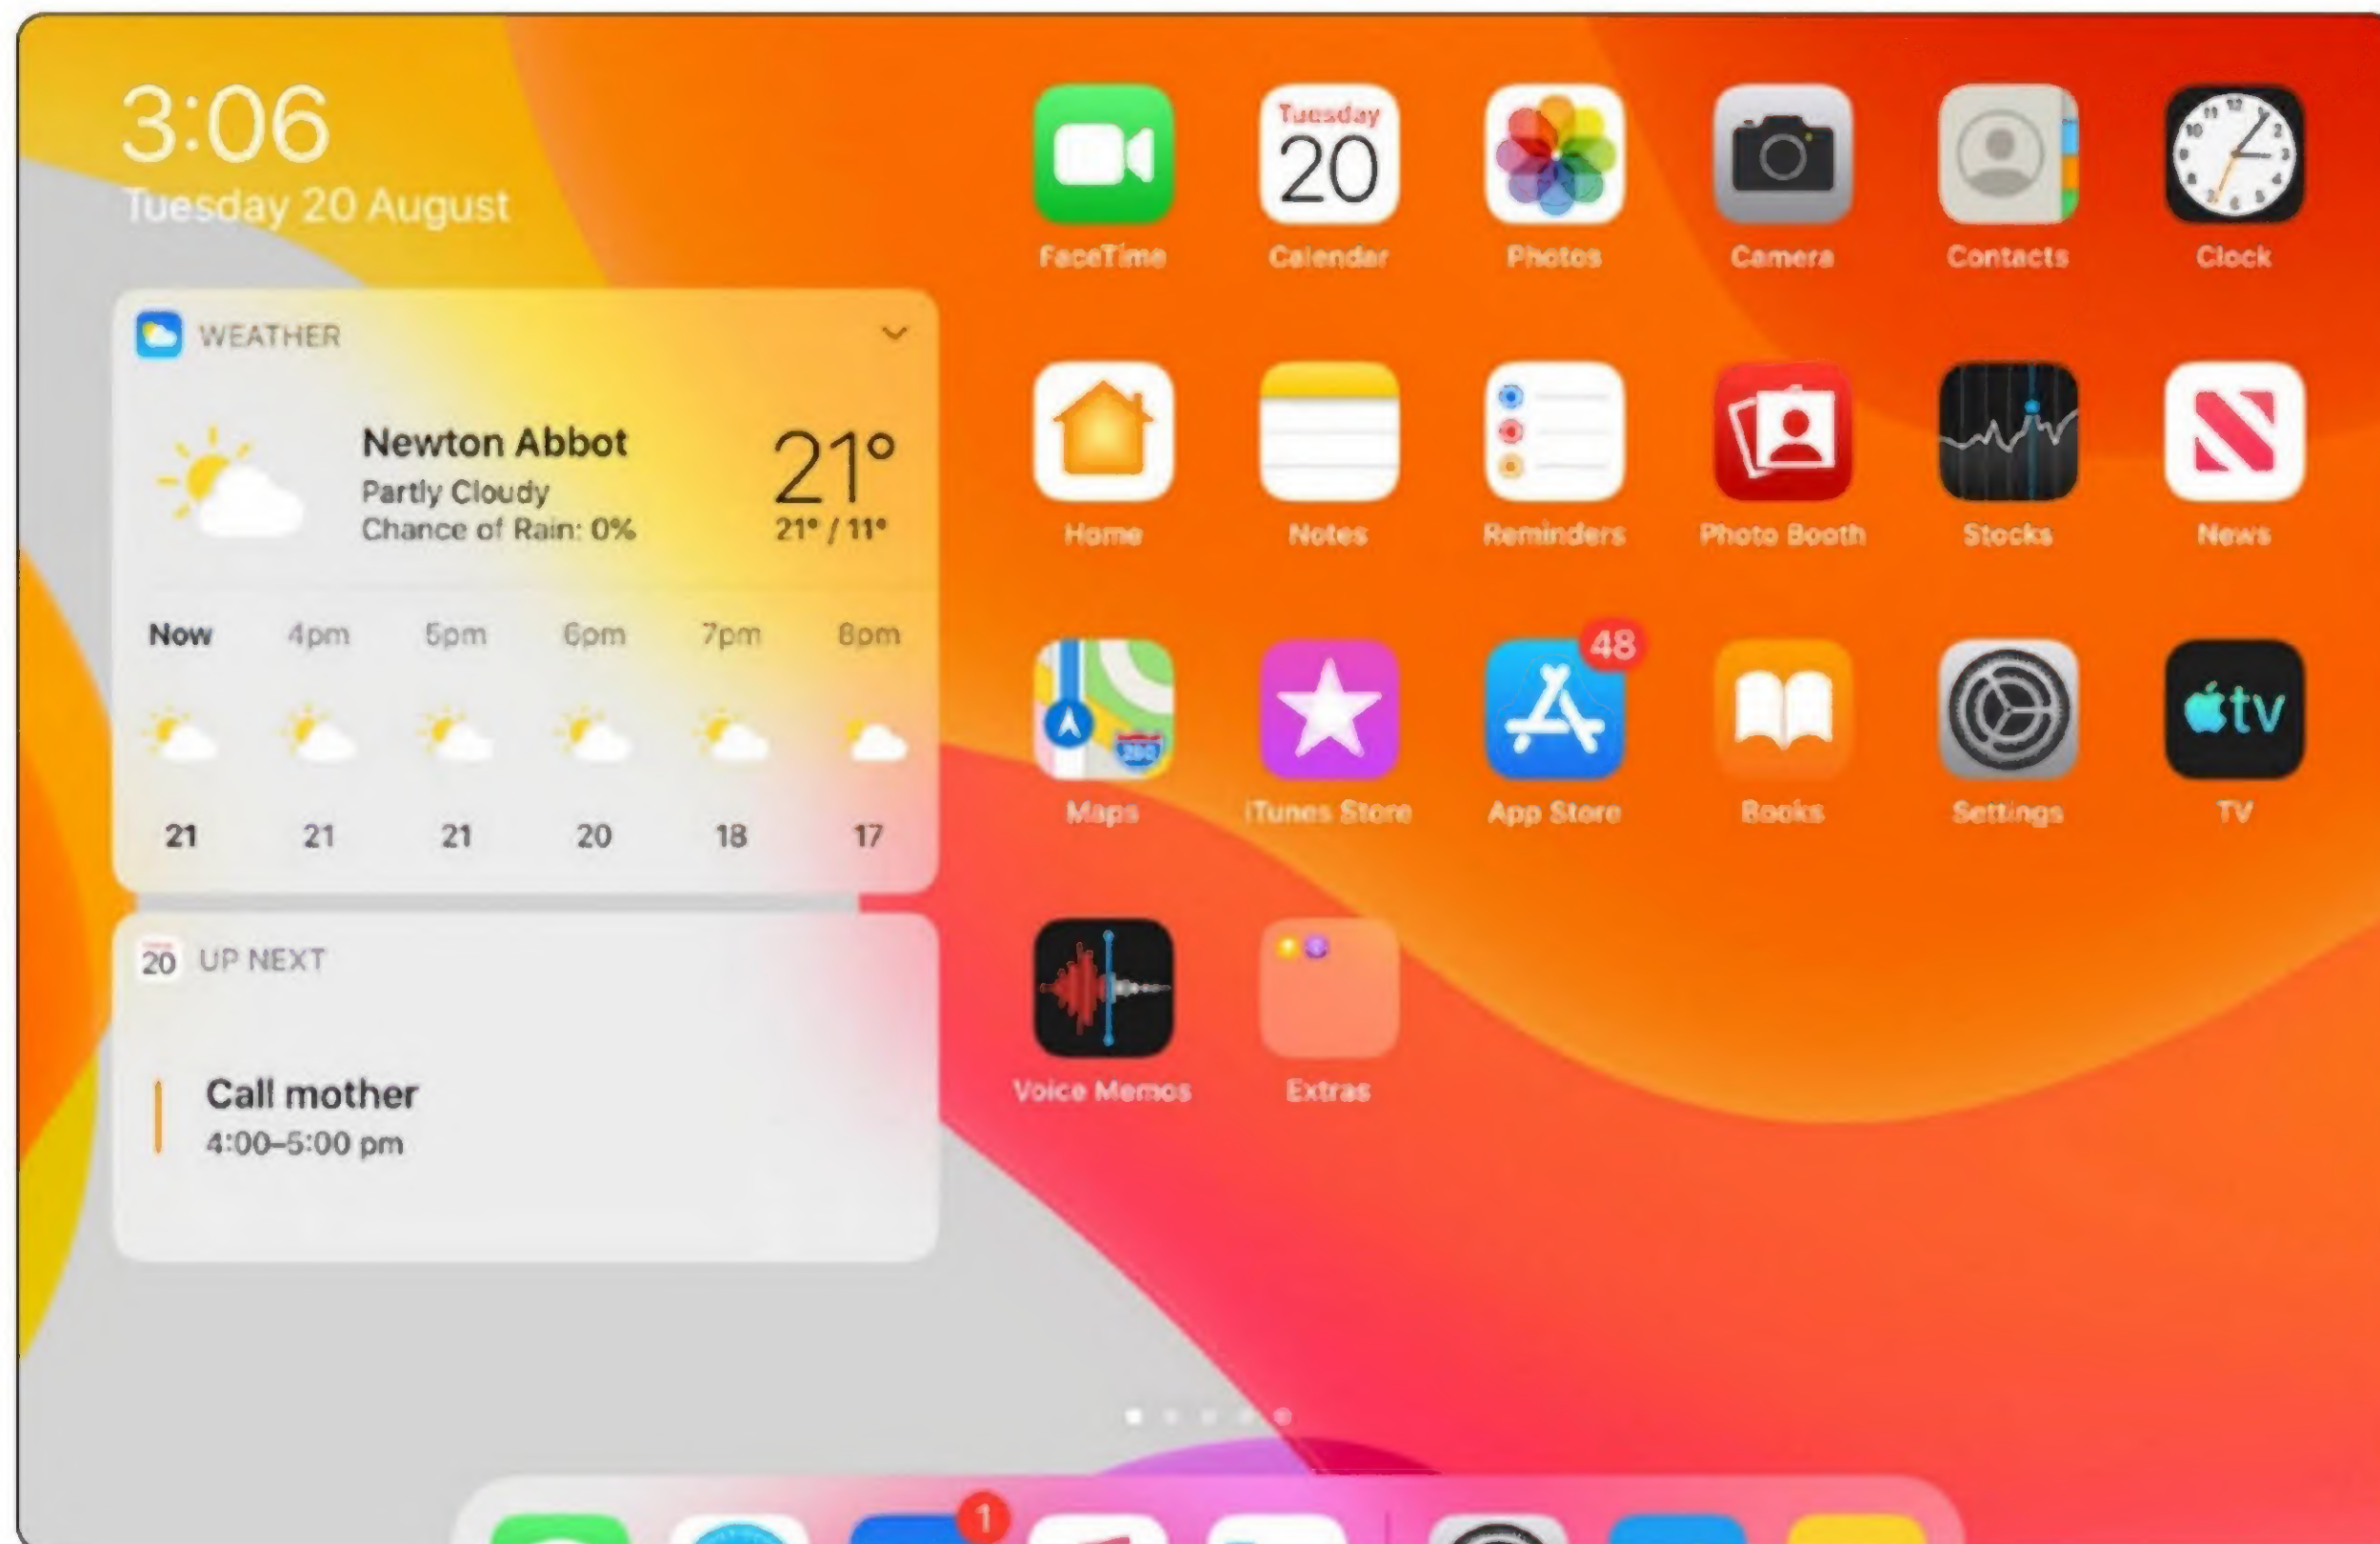 3:06
Tuesday 20 August
WEATHER
Newton Abbot
Partly Cloudy
Chance of Rain: 0%
21°
21° / 11°
Now 4pm 5pm 6pm 7pm 8pm
21 21 21 20 18 17
20 UP NEXT
Call mother
4:00–5:00 pm
Tuesday
20
FaceTime Calendar Photos Camera Contacts Clock
Home Notes Reminders Photo Booth Stocks News
48
tv
Maps iTunes Store App Store Books Settings TV
Voice Memos Extras
1